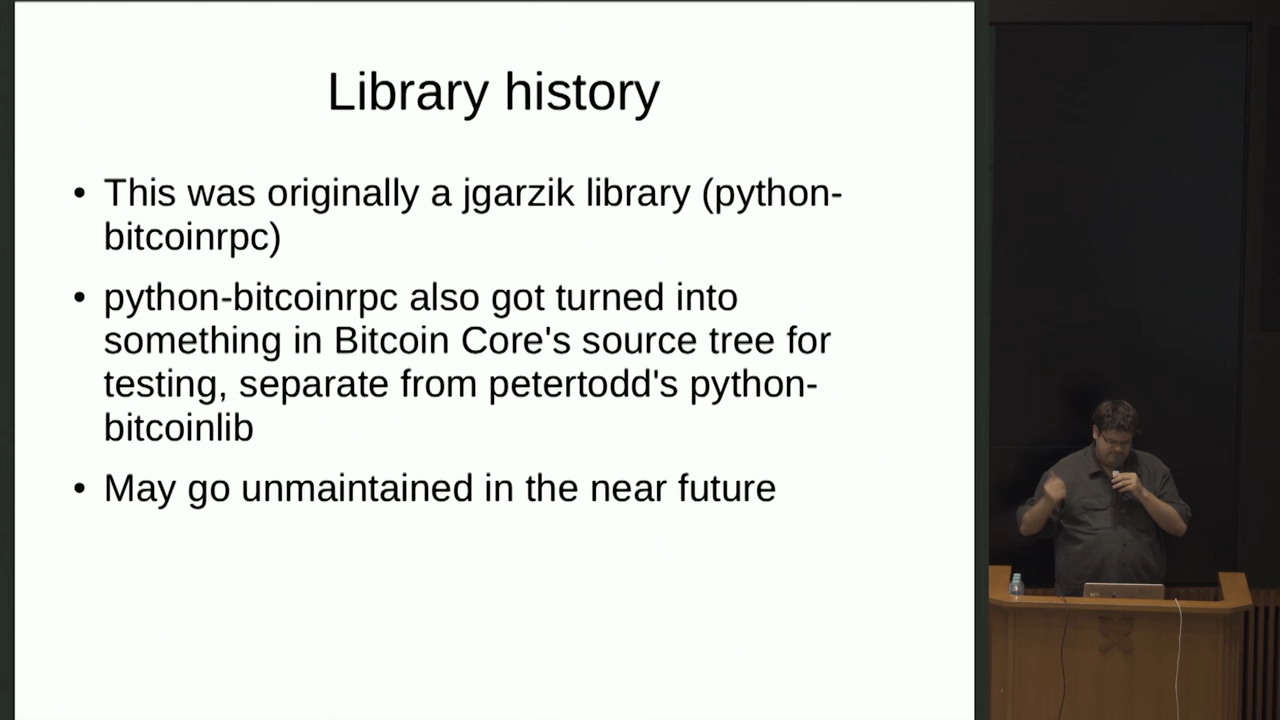 Library history
• This was originally a jgarzik library (python-
bitcoinrpc)
• python-bitcoinrpc also got turned into
something in Bitcoin Core's source tree for
testing, separate from petertodd's python-
bitcoinlib
• May go unmaintained in the near future